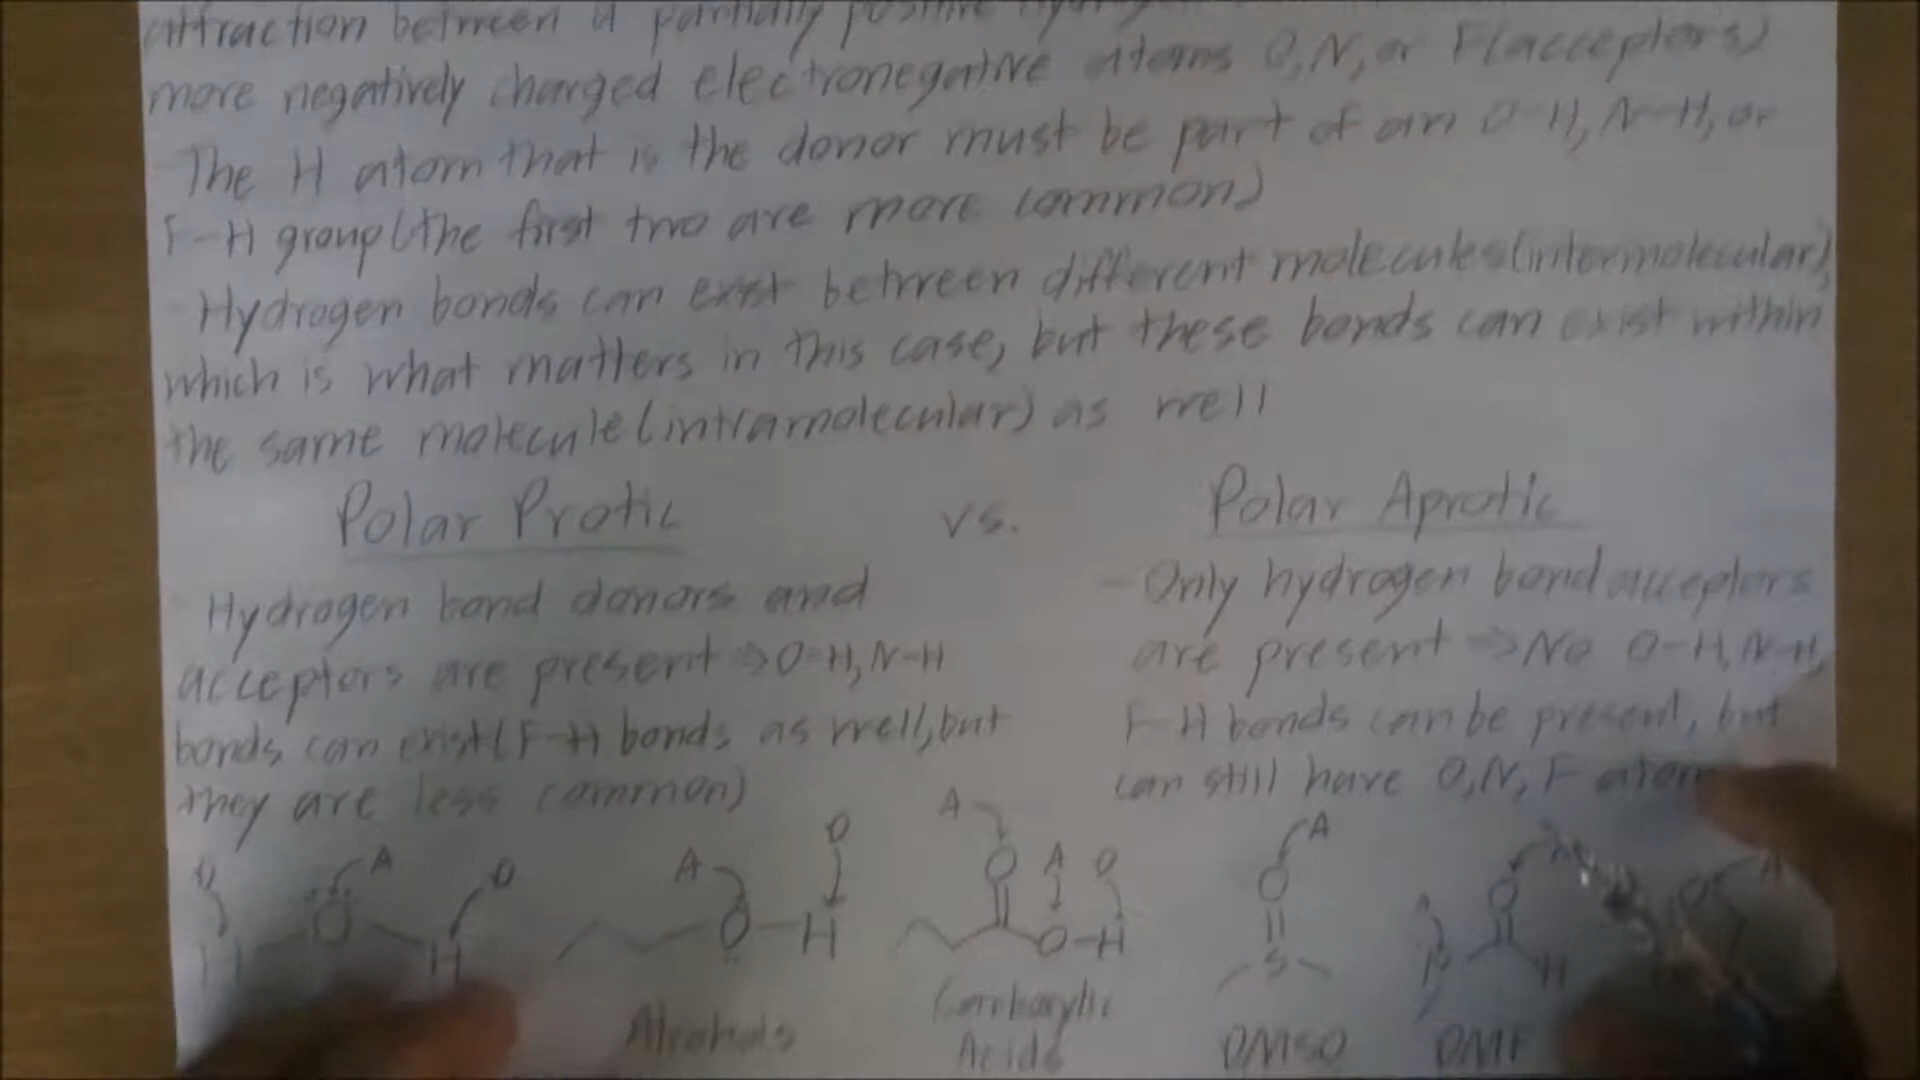 attraction between a partially positive hydrogen
more negatively charged electronegative atoms O,N, or F(acceptors)
The H atom that is the donor must be part of an O-H, N-H, or
F-H group(the first two are more common)
Hydrogen bonds can exist between different molecules(intermolecular),
which is what matters in this case, but these bonds can exist within
the same molecule(intramolecular) as well
Polar Protic vs. Polar Aprotic
Hydrogen bond donors and
acceptors are present ⇒ O-H, N-H
bonds can exist(F-H bonds as well, but
they are less common)
- Only hydrogen bond acceptors
are present ⇒ No O-H, N-H,
F-H bonds can be present, but
can still have O,N,F atom
D A D
H O H
A D
O-H
Alcohols
A A D
O O-H
Carboxylic
Acids
A
O
S
DMSO
A
O
N H
DMF
O A